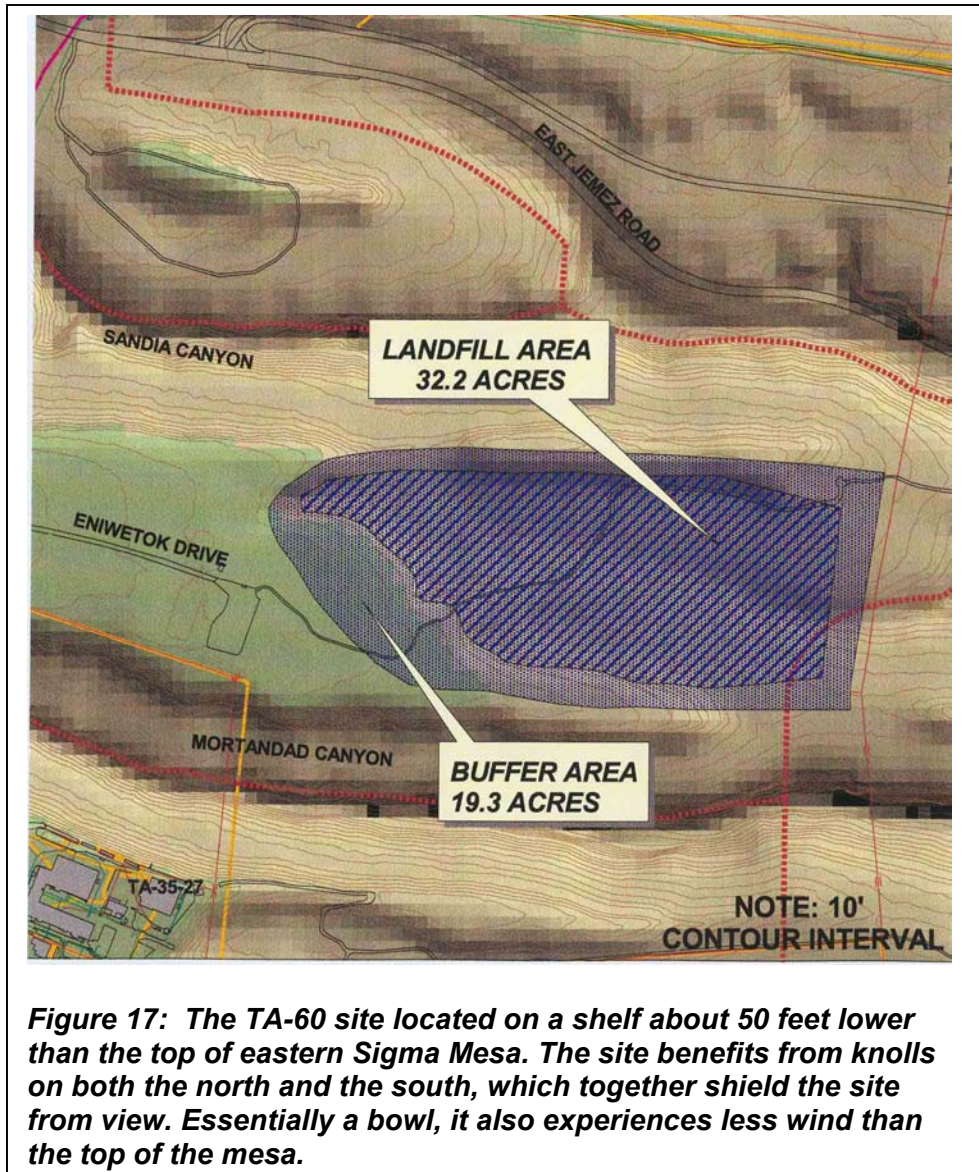 EAST JEMEZ ROAD
SANDIA CANYON
LANDFILL AREA
32.2 ACRES
ENIWETOK DRIVE
MORTANDAD CANYON
BUFFER AREA
19.3 ACRES
TA-35-27
NOTE: 10'
CONTOUR INTERVAL
Figure 17: The TA-60 site located on a shelf about 50 feet lower
than the top of eastern Sigma Mesa. The site benefits from knolls
on both the north and the south, which together shield the site
from view. Essentially a bowl, it also experiences less wind than
the top of the mesa.